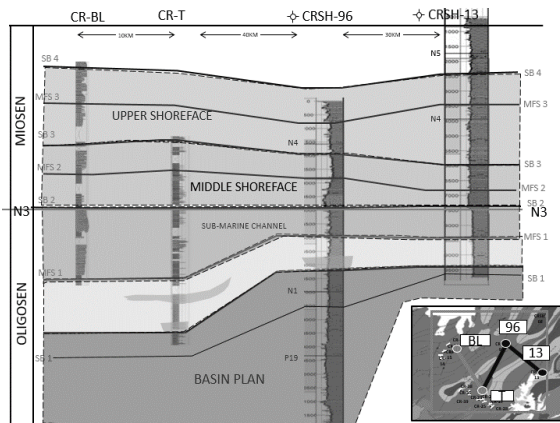 CR-BL
CR-T
CRSH-96
CRSH-13
10KM
40KM
30KM
N5
SB 4
SB 4
MFS 3
MFS 3
MIOSEN
UPPER SHOREFACE
N4
N4
SB 3
SB 3
MFS 2
MIDDLE SHOREFACE
MFS 2
SB 2
SB 2
N3
N3
SUB-MARINE CHANNEL
MFS 1
MFS 1
SB 1
OLIGOSEN
N1
SB 1
P19
BASIN PLAN
BL
96
13